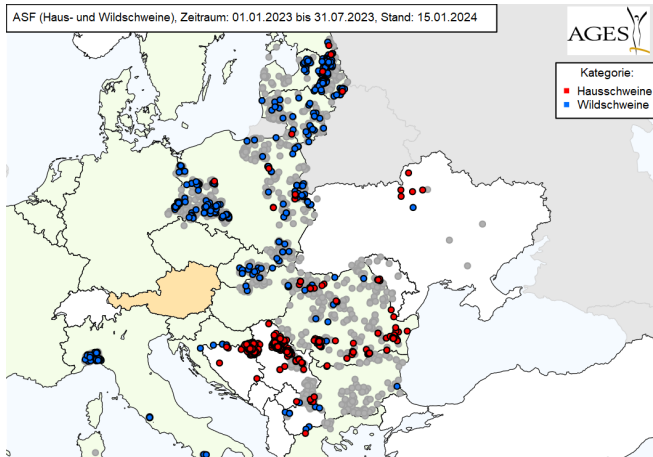 ASF (Haus- und Wildschweine), Zeitraum: 01.01.2023 bis 31.07.2023, Stand: 15.01.2024
AGES
Kategorie:
Hausschweine
Wildschweine